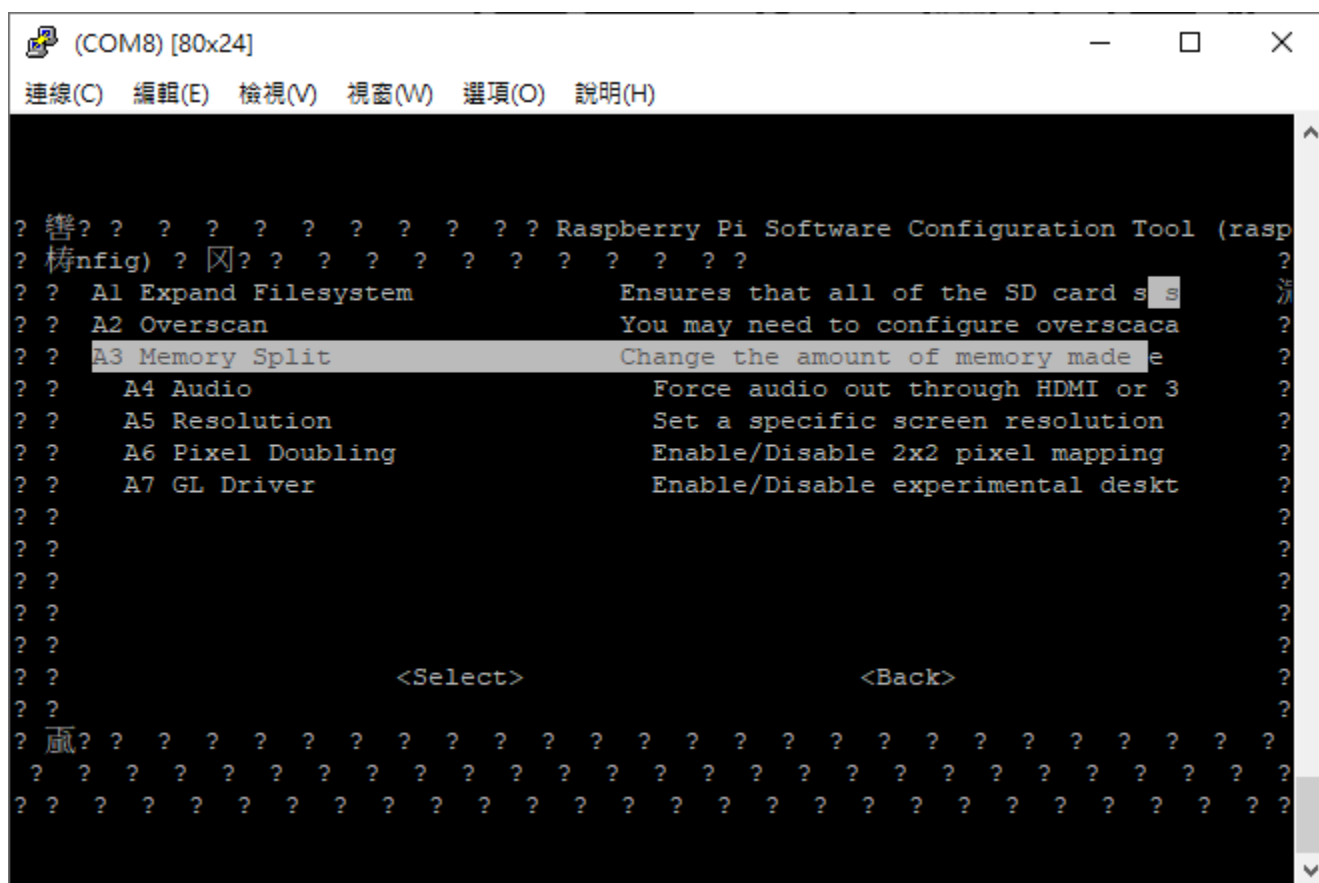 (COM8) [80x24]
連線(C) 編輯(E) 檢視(V) 視窗(W) 選項(O) 說明(H)
? ? ? ? ? ? ? ? ? ? ? ? ? Raspberry Pi Software Configuration Tool (rasp
? nfig) ? ? ? ? ? ? ? ? ? ? ? ? ? ?
? ? A1 Expand Filesystem Ensures that all of the SD card s s
? ? A2 Overscan You may need to configure overscaca ?
? ? A3 Memory Split Change the amount of memory made e ?
? ? A4 Audio Force audio out through HDMI or 3 ?
? ? A5 Resolution Set a specific screen resolution ?
? ? A6 Pixel Doubling Enable/Disable 2x2 pixel mapping ?
? ? A7 GL Driver Enable/Disable experimental deskt ?
? ? ?
? ? ?
? ? ?
? ? ?
? ? ?
? ? <Select> <Back> ?
? ? ?
? ? ? ? ? ? ? ? ? ? ? ? ? ? ? ? ? ? ? ? ? ? ? ? ? ? ?
? ? ? ? ? ? ? ? ? ? ? ? ? ? ? ? ? ? ? ? ? ? ? ? ? ? ?
? ? ? ? ? ? ? ? ? ? ? ? ? ? ? ? ? ? ? ? ? ? ? ? ? ? ? ?